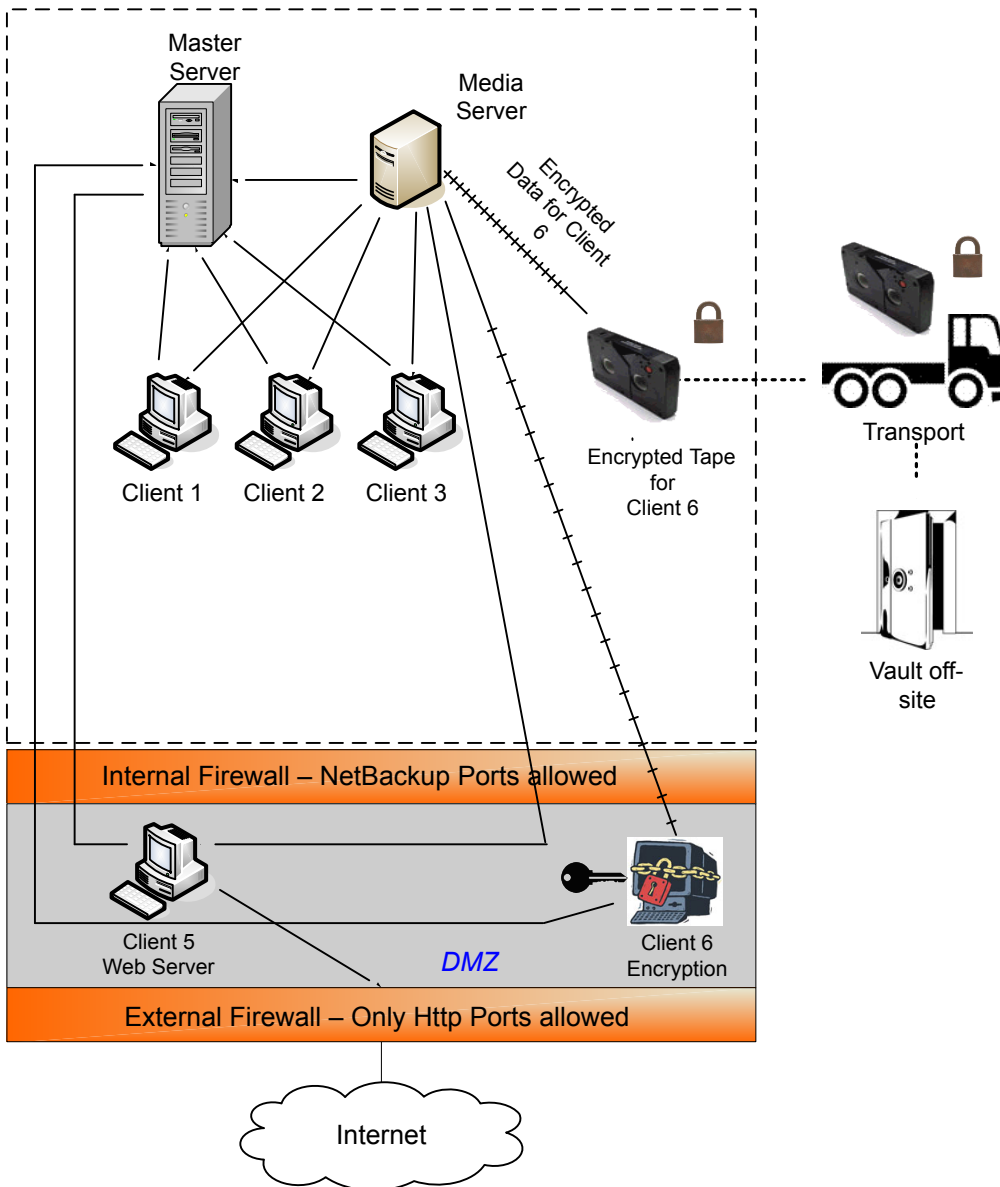 Master
Server
Media
Server
Encrypted
Data for Client
6
Client 1
Client 2
Client 3
Encrypted Tape
for
Client 6
Transport
Vault off-
site
Internal Firewall – NetBackup Ports allowed
Client 5
Web Server
DMZ
Client 6
Encryption
External Firewall – Only Http Ports allowed
Internet